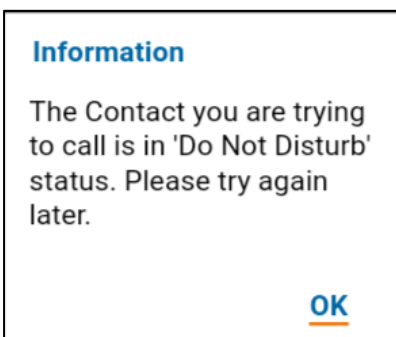 Information
The Contact you are trying
to call is in 'Do Not Disturb'
status. Please try again
later.
OK